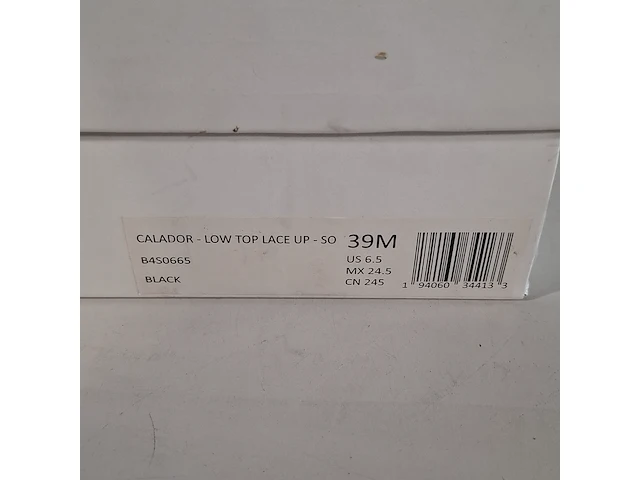 CALADOR - LOW TOP LACE UP - SO 39M
B4S0665 US 6.5
MX 24.5
BLACK CN 245
1 94060 34413 3